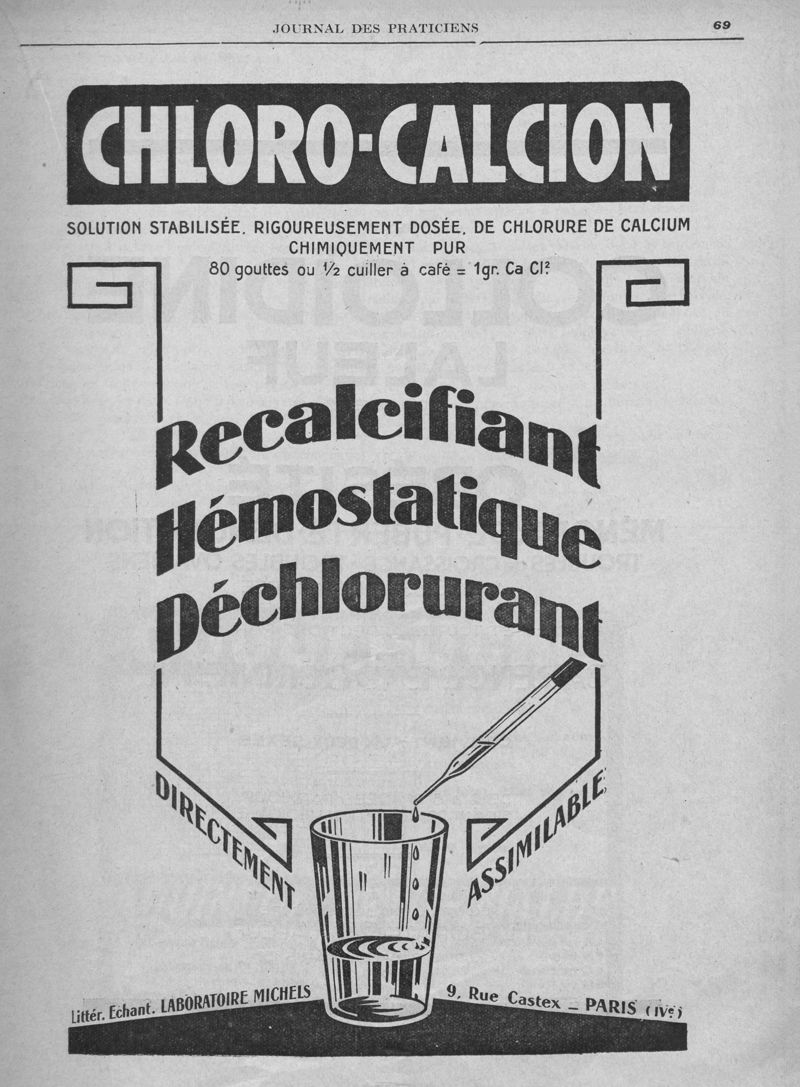 JOURNAL DES PRATICIENS
69
CHLORO-CALCION
SOLUTION STABILISÉE. RIGOUREUSEMENT DOSÉE. DE CHLORURE DE CALCIUM
CHIMIQUEMENT PUR
80 gouttes ou ½ cuiller à café = 1gr. Ca Cl².
Recalcifiant
Hémostatique
Déchlorurant
DIRECTEMENT
ASSIMILABLE
Littér. Echant. LABORATOIRE MICHELS
9, Rue Castex _ PARIS (IVe)